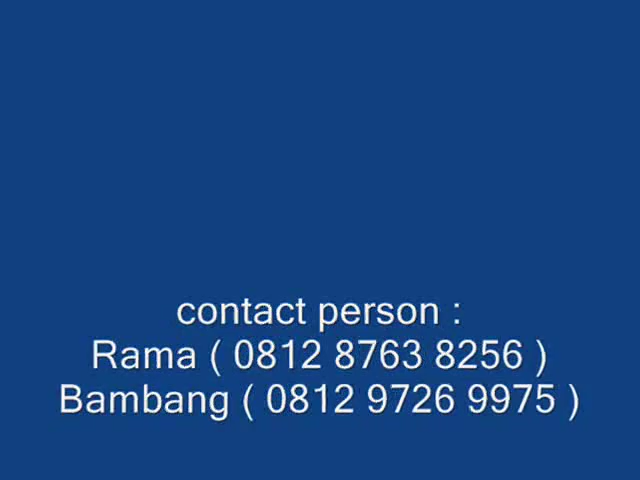 contact person :
Rama ( 0812 8763 8256 )
Bambang ( 0812 9726 9975 )